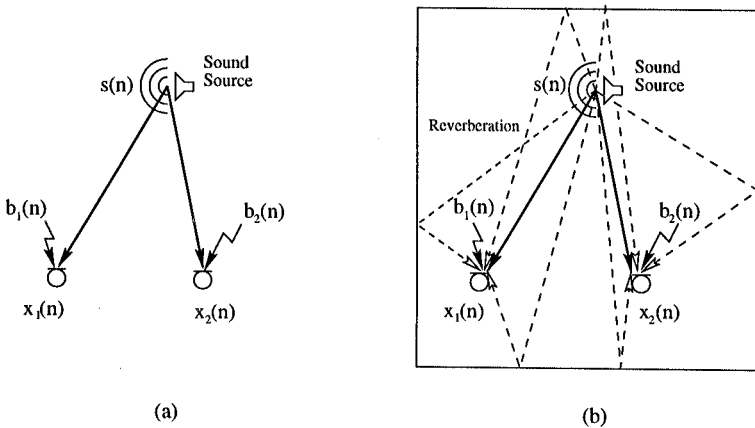 s(n)
Sound
Source
b₁(n)
b₂(n)
x₁(n)
x₂(n)
(a)
s(n)
Sound
Source
Reverberation
b₁(n)
b₂(n)
x₁(n)
x₂(n)
(b)